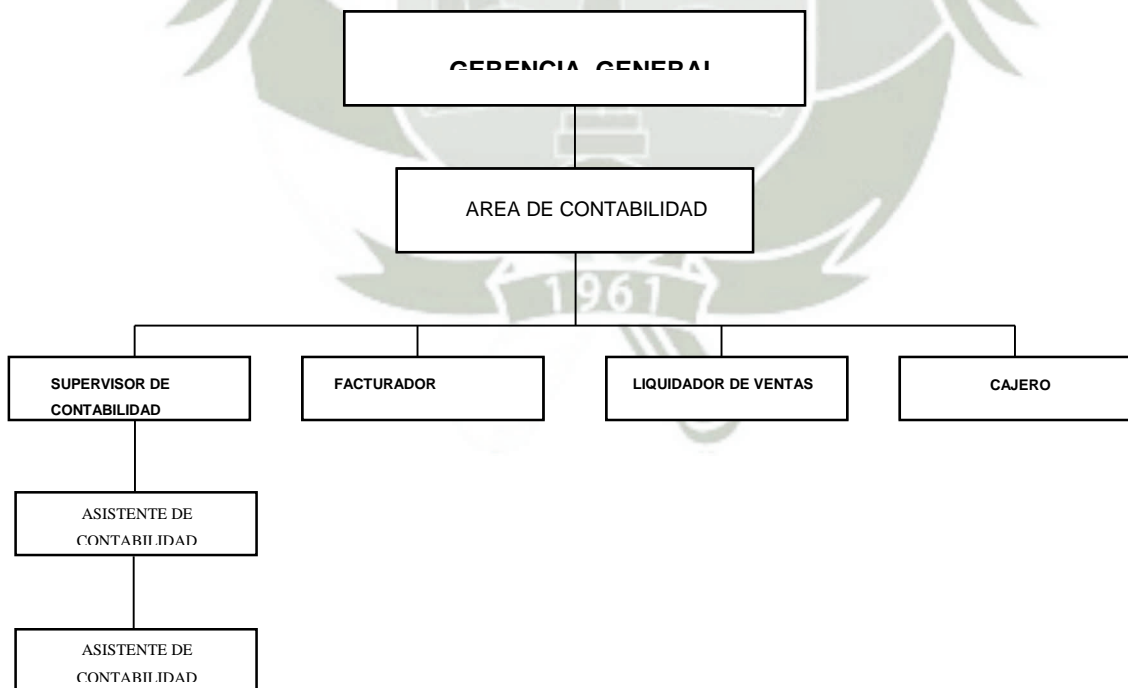 GERENCIA GENERAL
AREA DE CONTABILIDAD
1961
SUPERVISOR DE
CONTABILIDAD
FACTURADOR
LIQUIDADOR DE VENTAS
CAJERO
ASISTENTE DE
CONTABILIDAD
ASISTENTE DE
CONTABILIDAD